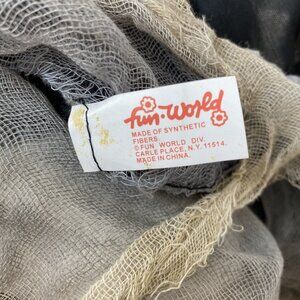 fun-World
MADE OF SYNTHETIC
FIBERS
©FUN WORLD DIV.
CARLE PLACE, N.Y. 11514
MADE IN CHINA.